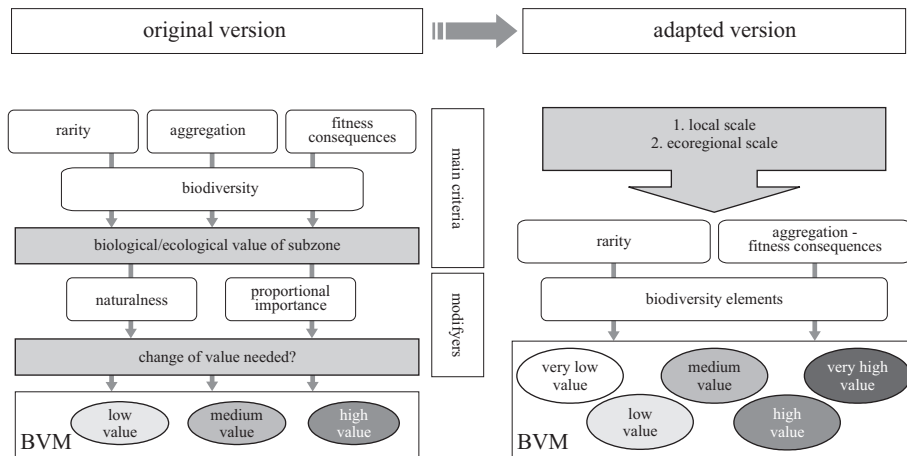 original version
adapted version
rarity
aggregation
fitness
consequences
biodiversity
biological/ecological value of subzone
naturalness
proportional
importance
change of value needed?
low
value
medium
value
high
value
BVM
main criteria
modifyers
1. local scale
2. ecoregional scale
rarity
aggregation -
fitness consequences
biodiversity elements
very low
value
medium
value
very high
value
low
value
high
value
BVM